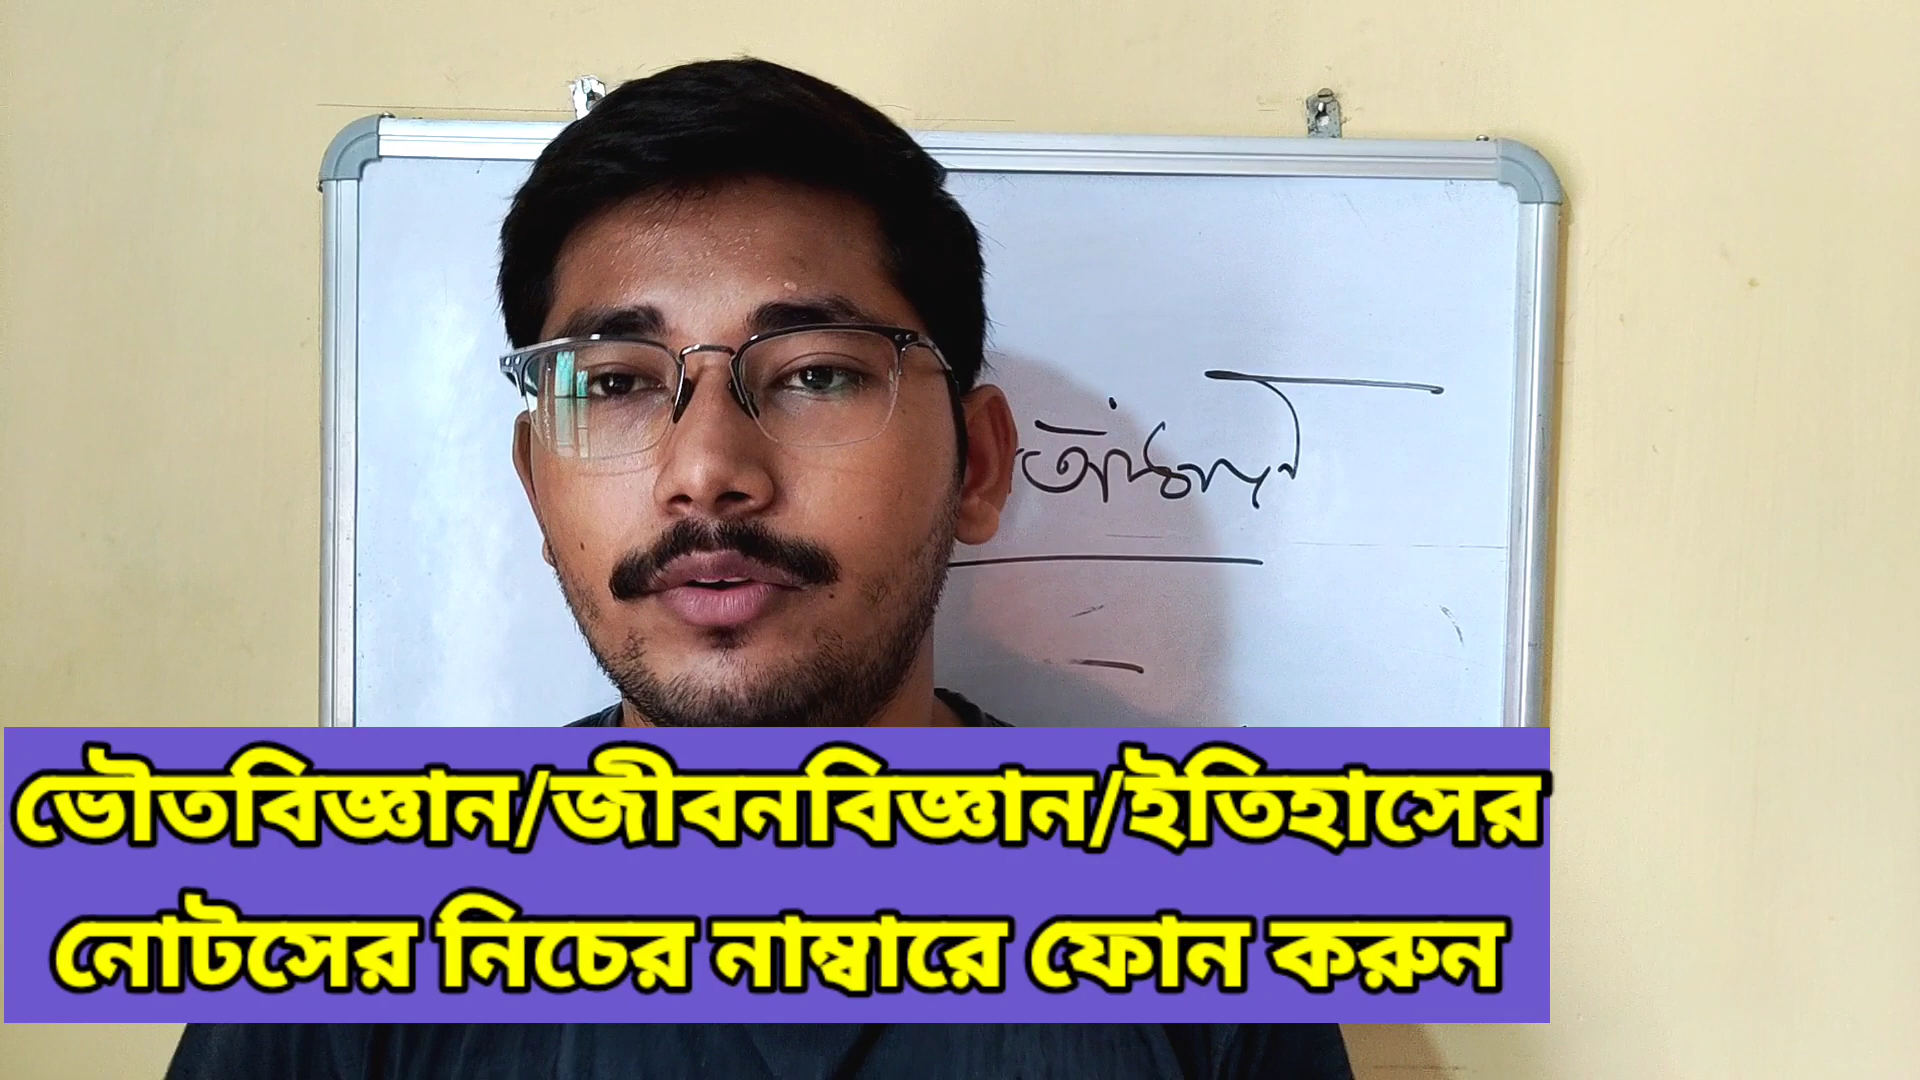 ভৌতবিজ্ঞান/জীবনবিজ্ঞান/ইতিহাসের
নোটসের নিচের নাম্বারে ফোন করুন